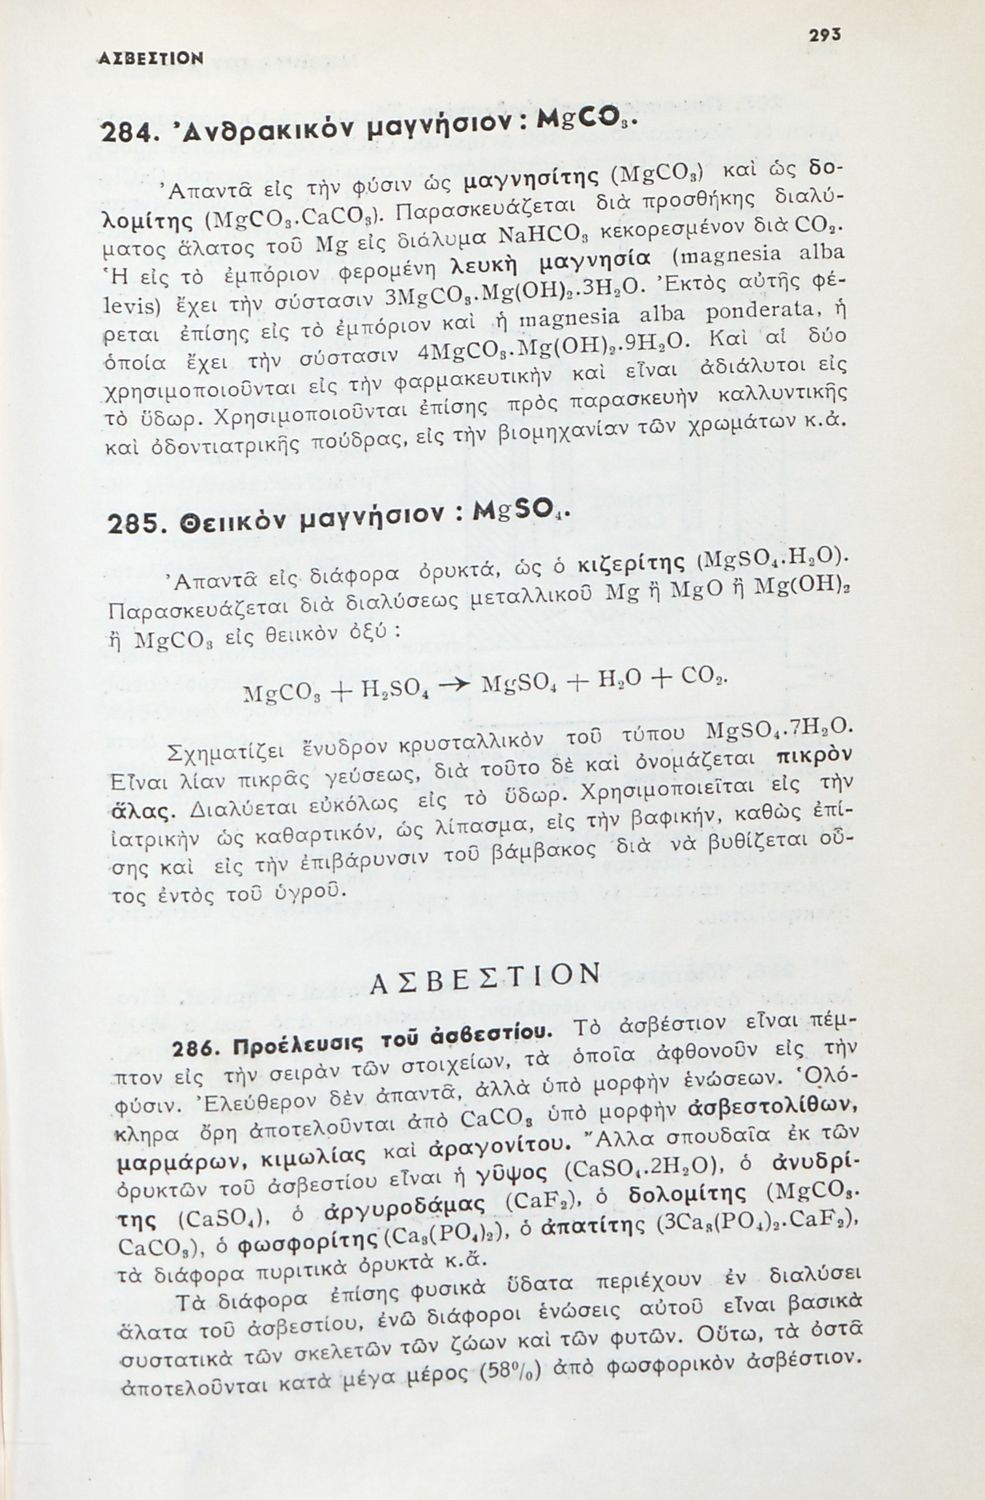 293
ΑΣΒΕΣΤΙΟΝ
284. Ἀνθρακικὸν μαγνήσιον : MgCO₃.
Ἀπαντᾶ εἰς τὴν φύσιν ὡς μαγνησίτης (MgCO₃) καὶ ὡς δο-
λομίτης (MgCO₃.CaCO₃). Παρασκευάζεται διὰ προσθήκης διαλύ-
ματος ἅλατος τοῦ Mg εἰς διάλυμα NaHCO₃ κεκορεσμένον διὰ CO₂.
Ἡ εἰς τὸ ἐμπόριον φερομένη λευκὴ μαγνησία (magnesia alba
levis) ἔχει τὴν σύστασιν 3MgCO₃.Mg(OH)₂.3H₂O. Ἐκτὸς αὐτῆς φέ-
ρεται ἐπίσης εἰς τὸ ἐμπόριον καὶ ἡ magnesia alba ponderata, ἡ
ὁποία ἔχει τὴν σύστασιν 4MgCO₃.Mg(OH)₂.9H₂O. Καὶ αἱ δύο
χρησιμοποιοῦνται εἰς τὴν φαρμακευτικὴν καὶ εἶναι ἀδιάλυτοι εἰς
τὸ ὕδωρ. Χρησιμοποιοῦνται ἐπίσης πρὸς παρασκευὴν καλλυντικῆς
καὶ ὀδοντιατρικῆς πούδρας, εἰς τὴν βιομηχανίαν τῶν χρωμάτων κ.ἀ.
285. Θειικὸν μαγνήσιον : MgSO₄.
Ἀπαντᾶ εἰς διάφορα ὀρυκτά, ὡς ὁ κιζερίτης (MgSO₄.H₂O).
Παρασκευάζεται διὰ διαλύσεως μεταλλικοῦ Mg ἢ MgO ἢ Mg(OH)₂
ἢ MgCO₃ εἰς θειικὸν ὀξύ :
MgCO₃ + H₂SO₄ → MgSO₄ + H₂O + CO₂.
Σχηματίζει ἔνυδρον κρυσταλλικὸν τοῦ τύπου MgSO₄.7H₂O.
Εἶναι λίαν πικρᾶς γεύσεως, διὰ τοῦτο δὲ καὶ ὀνομάζεται πικρὸν
ἅλας. Διαλύεται εὐκόλως εἰς τὸ ὕδωρ. Χρησιμοποιεῖται εἰς τὴν
ἰατρικὴν ὡς καθαρτικόν, ὡς λίπασμα, εἰς τὴν βαφικήν, καθὼς ἐπί-
σης καὶ εἰς τὴν ἐπιβάρυνσιν τοῦ βάμβακος διὰ νὰ βυθίζεται οὗ-
τος ἐντὸς τοῦ ὑγροῦ.
ΑΣΒΕΣΤΙΟΝ
286. Προέλευσις τοῦ ἀσβεστίου. Τὸ ἀσβέστιον εἶναι πέμ-
πτον εἰς τὴν σειρὰν τῶν στοιχείων, τὰ ὁποῖα ἀφθονοῦν εἰς τὴν
φύσιν. Ἐλεύθερον δὲν ἀπαντᾶ, ἀλλὰ ὑπὸ μορφὴν ἑνώσεων. Ὁλό-
κληρα ὄρη ἀποτελοῦνται ἀπὸ CaCO₃ ὑπὸ μορφὴν ἀσβεστολίθων,
μαρμάρων, κιμωλίας καὶ ἀραγονίτου. Ἄλλα σπουδαῖα ἐκ τῶν
ὀρυκτῶν τοῦ ἀσβεστίου εἶναι ἡ γῦψος (CaSO₄.2H₂O), ὁ ἀνυδρί-
της (CaSO₄), ὁ ἀργυροδάμας (CaF₂), ὁ δολομίτης (MgCO₃.
CaCO₃), ὁ φωσφορίτης (Ca₃(PO₄)₂), ὁ ἀπατίτης (3Ca₃(PO₄)₂.CaF₂),
τὰ διάφορα πυριτικὰ ὀρυκτὰ κ.ἄ.
Τὰ διάφορα ἐπίσης φυσικὰ ὕδατα περιέχουν ἐν διαλύσει
ἅλατα τοῦ ἀσβεστίου, ἐνῶ διάφοροι ἑνώσεις αὐτοῦ εἶναι βασικὰ
συστατικὰ τῶν σκελετῶν τῶν ζώων καὶ τῶν φυτῶν. Οὕτω, τὰ ὀστᾶ
ἀποτελοῦνται κατὰ μέγα μέρος (58%) ἀπὸ φωσφορικὸν ἀσβέστιον.